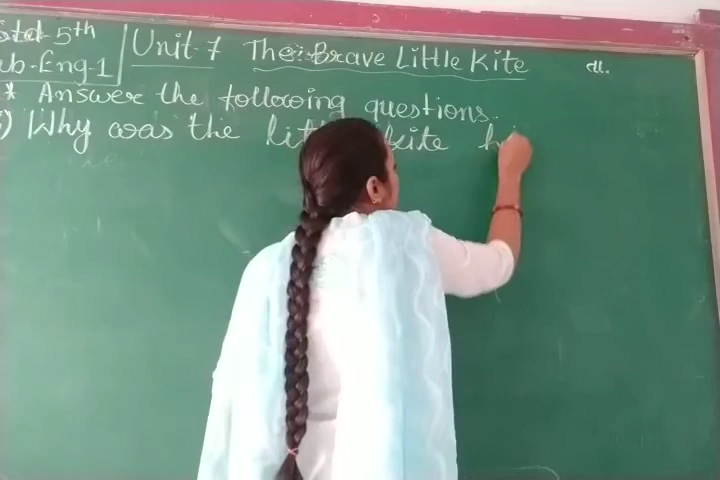 Std-5th
Sub-Eng-1
Unit-7 The Brave Little Kite
તા.
* Answer the following questions.
Why was the kite